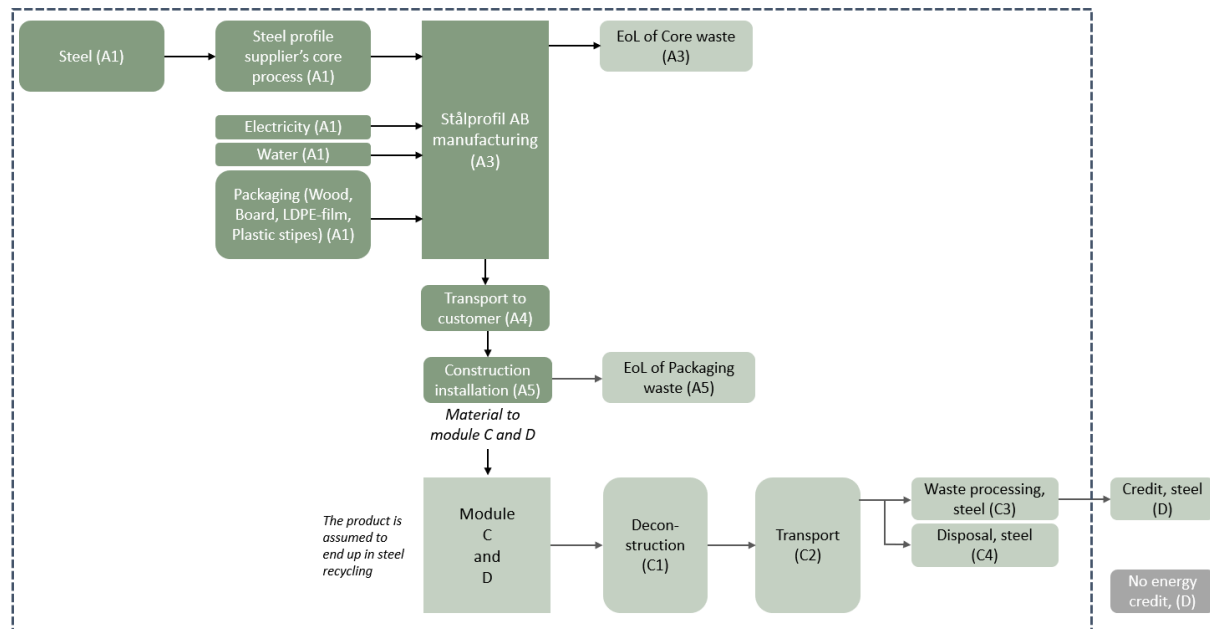 Steel (A1)
Steel profile
supplier's core
process (A1)
EoL of Core waste
(A3)
Stålprofil AB
manufacturing
(A3)
Electricity (A1)
Water (A1)
Packaging (Wood,
Board, LDPE-film,
Plastic stipes) (A1)
Transport to
customer (A4)
Construction
installation (A5)
EoL of Packaging
waste (A5)
Material to
module C and D
The product is
assumed to
end up in steel
recycling
Module
C
and
D
Decon-
struction
(C1)
Transport
(C2)
Waste processing,
steel (C3)
Disposal, steel
(C4)
Credit, steel
(D)
No energy
credit, (D)